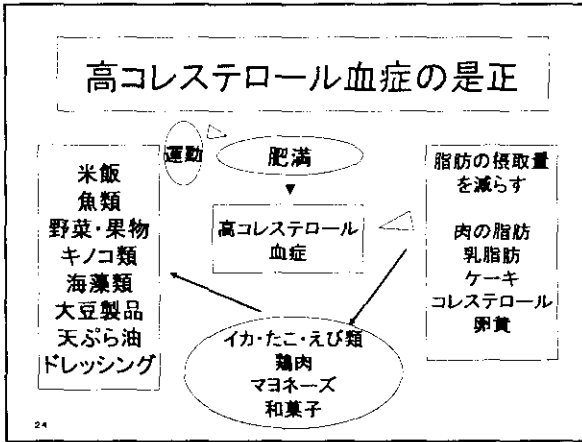 高コレステロール血症の是正
運動
肥満
米飯
魚類
野菜・果物
キノコ類
海藻類
大豆製品
天ぷら油
ドレッシング
高コレステロール
血症
脂肪の摂取量
を減らす
肉の脂肪
乳脂肪
ケーキ
コレステロール
卵黄
イカ・たこ・えび類
鶏肉
マヨネーズ
和菓子
24